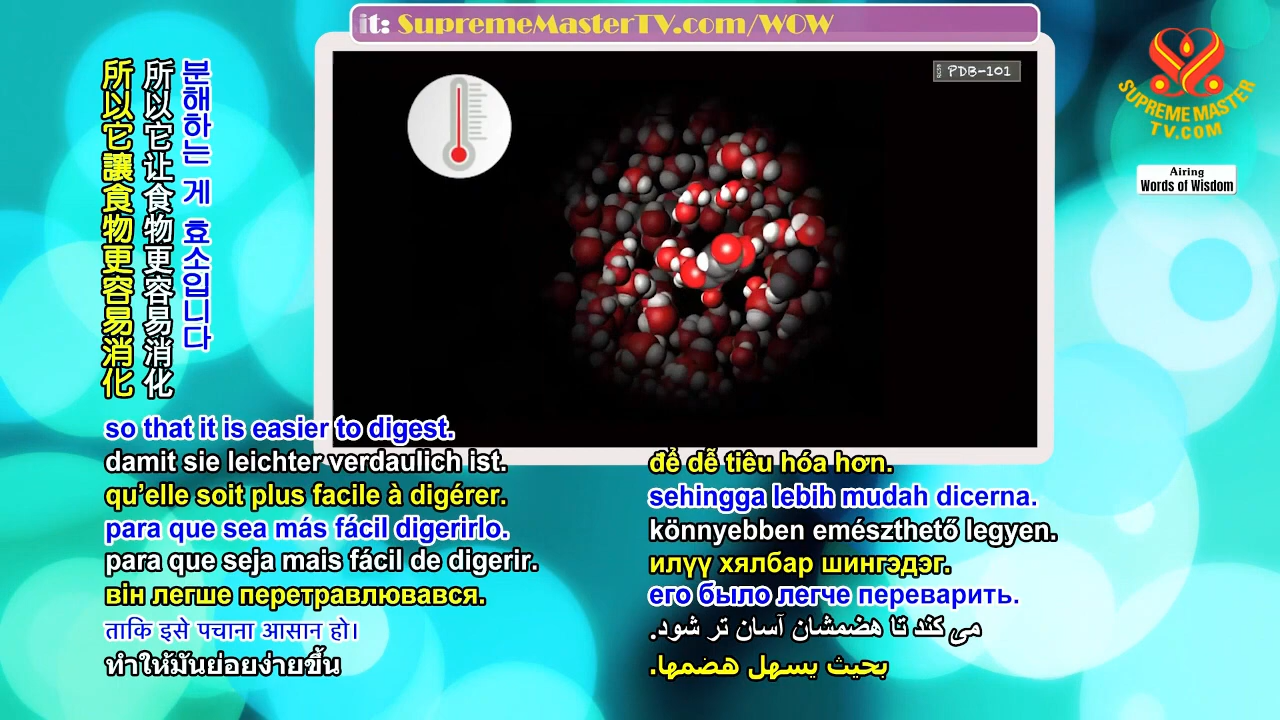 it: SupremeMasterTV.com/WOW
PDB-101
SUPREME MASTER
TV.COM
Airing
Words of Wisdom
분해하는 게 효소입니다
所以它让食物更容易消化
所以它讓食物更容易消化
so that it is easier to digest.
damit sie leichter verdaulich ist.
qu’elle soit plus facile à digérer.
para que sea más fácil digerirlo.
para que seja mais fácil de digerir.
він легше перетравлювався.
ताकि इसे पचाना आसान हो।
ทำให้มันย่อยง่ายขึ้น
để dễ tiêu hóa hơn.
sehingga lebih mudah dicerna.
könnyebben emészthető legyen.
илүү хялбар шингэдэг.
его было легче переварить.
می کند تا هضمشان آسان تر شود.
بحيث يسهل هضمها.